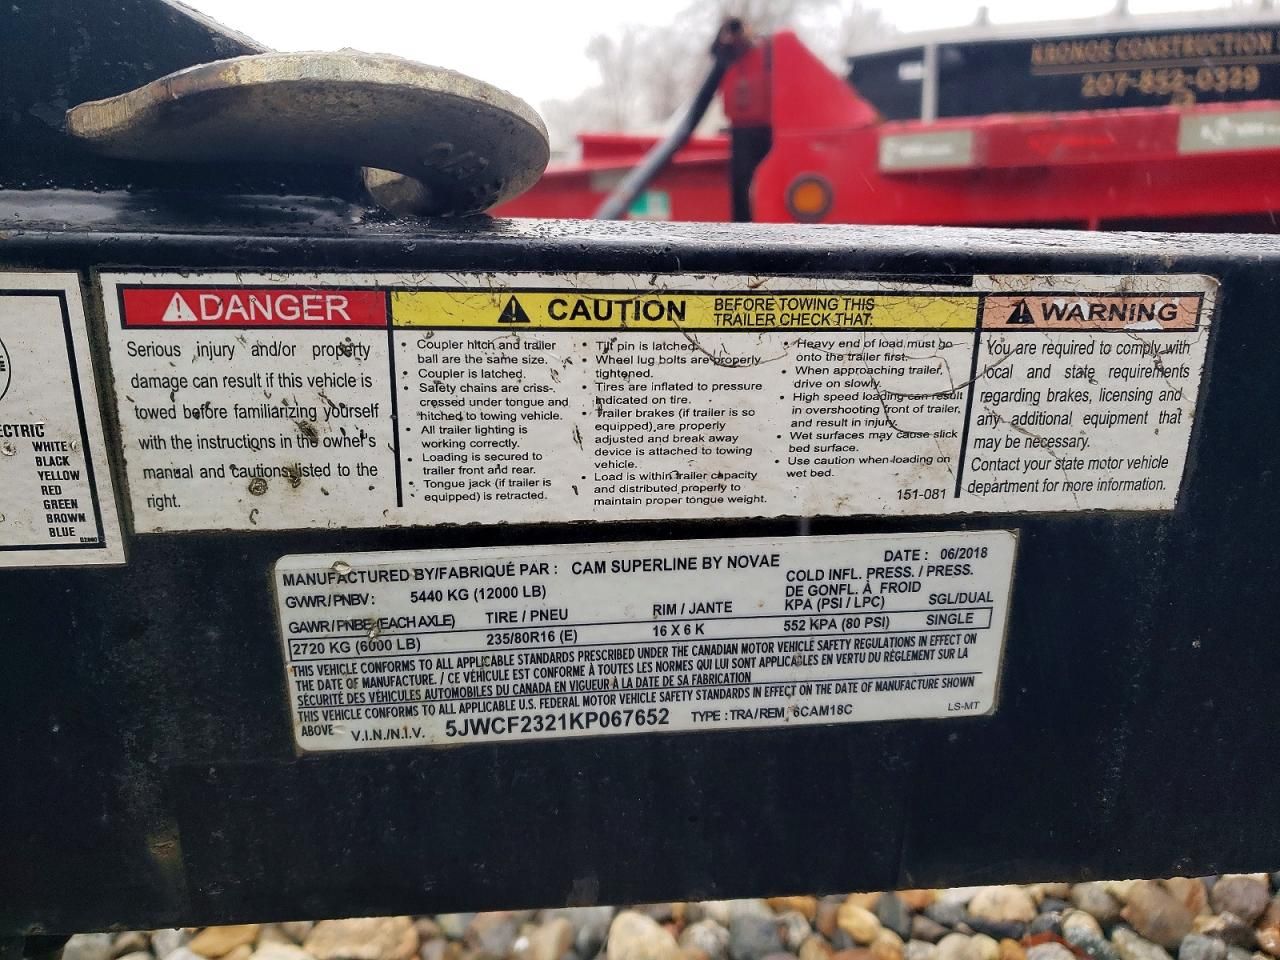 KRONOS CONSTRUCTION
207-852-0329
ECTRIC
WHITE
BLACK
YELLOW
RED
GREEN
BROWN
BLUE
DANGER
Serious injury and/or property
damage can result if this vehicle is
towed before familiarizing yourself
with the instructions in the owner's
manual and cautions listed to the
right.
CAUTION
BEFORE TOWING THIS
TRAILER CHECK THAT:
• Coupler hitch and trailer
ball are the same size.
• Coupler is latched.
• Safety chains are criss-
crossed under tongue and
hitched to towing vehicle.
• All trailer lighting is
working correctly.
• Loading is secured to
trailer front and rear.
• Tongue jack (if trailer is
equipped) is retracted.
• Tilt pin is latched.
• Wheel lug bolts are properly
tightened.
• Tires are inflated to pressure
indicated on tire.
• Trailer brakes (if trailer is so
equipped),are properly
adjusted and break away
device is attached to towing
vehicle.
• Load is within trailer capacity
and distributed properly to
maintain proper tongue weight.
• Heavy end of load must go
onto the trailer first.
• When approaching trailer,
drive on slowly.
• High speed loading can result
in overshooting front of trailer,
and result in injury.
• Wet surfaces may cause slick
bed surface.
• Use caution when loading on
wet bed.
151-081
WARNING
You are required to comply with
local and state requirements
regarding brakes, licensing and
any additional equipment that
may be necessary.
Contact your state motor vehicle
department for more information.
MANUFACTURED BY/FABRIQUÉ PAR : CAM SUPERLINE BY NOVAE DATE : 06/2018
GVWR/PNBV : 5440 KG (12000 LB)
COLD INFL. PRESS. / PRESS.
DE GONFL. À FROID
GAWR/PNBE (EACH AXLE) TIRE / PNEU RIM / JANTE KPA (PSI / LPC) SGL/DUAL
2720 KG (6000 LB) 235/80R16 (E) 16 X 6 K 552 KPA (80 PSI) SINGLE
THIS VEHICLE CONFORMS TO ALL APPLICABLE STANDARDS PRESCRIBED UNDER THE CANADIAN MOTOR VEHICLE SAFETY REGULATIONS IN EFFECT ON
THE DATE OF MANUFACTURE. / CE VÉHICULE EST CONFORME À TOUTES LES NORMES QUI LUI SONT APPLICABLES EN VERTU DU RÈGLEMENT SUR LA
SÉCURITÉ DES VÉHICULES AUTOMOBILES DU CANADA EN VIGUEUR À LA DATE DE SA FABRICATION
THIS VEHICLE CONFORMS TO ALL APPLICABLE U.S. FEDERAL MOTOR VEHICLE SAFETY STANDARDS IN EFFECT ON THE DATE OF MANUFACTURE SHOWN
ABOVE V.I.N./N.I.V. 5JWCF2321KP067652 TYPE : TRA/REM, 6CAM18C LS-MT